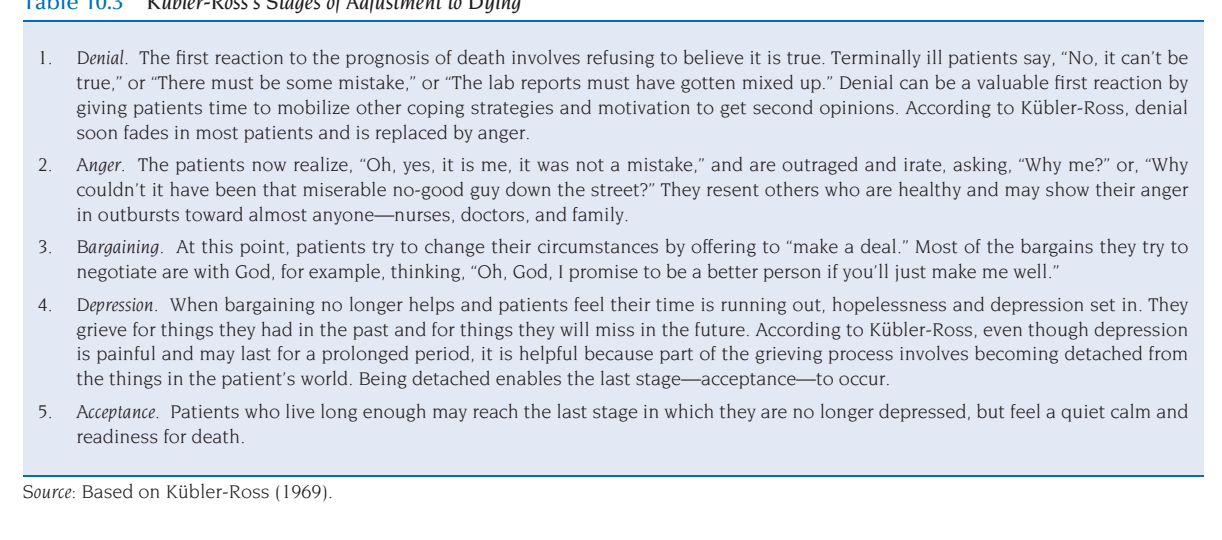 Table 10.3 Kübler-Ross's Stages of Adjustment to Dying
1. Denial. The first reaction to the prognosis of death involves refusing to believe it is true. Terminally ill patients say, “No, it can't be
true,” or “There must be some mistake,” or “The lab reports must have gotten mixed up.” Denial can be a valuable first reaction by
giving patients time to mobilize other coping strategies and motivation to get second opinions. According to Kübler-Ross, denial
soon fades in most patients and is replaced by anger.
2. Anger. The patients now realize, “Oh, yes, it is me, it was not a mistake,” and are outraged and irate, asking, “Why me?” or, “Why
couldn't it have been that miserable no-good guy down the street?” They resent others who are healthy and may show their anger
in outbursts toward almost anyone—nurses, doctors, and family.
3. Bargaining. At this point, patients try to change their circumstances by offering to “make a deal.” Most of the bargains they try to
negotiate are with God, for example, thinking, “Oh, God, I promise to be a better person if you'll just make me well.”
4. Depression. When bargaining no longer helps and patients feel their time is running out, hopelessness and depression set in. They
grieve for things they had in the past and for things they will miss in the future. According to Kübler-Ross, even though depression
is painful and may last for a prolonged period, it is helpful because part of the grieving process involves becoming detached from
the things in the patient's world. Being detached enables the last stage—acceptance—to occur.
5. Acceptance. Patients who live long enough may reach the last stage in which they are no longer depressed, but feel a quiet calm and
readiness for death.
Source: Based on Kübler-Ross (1969).